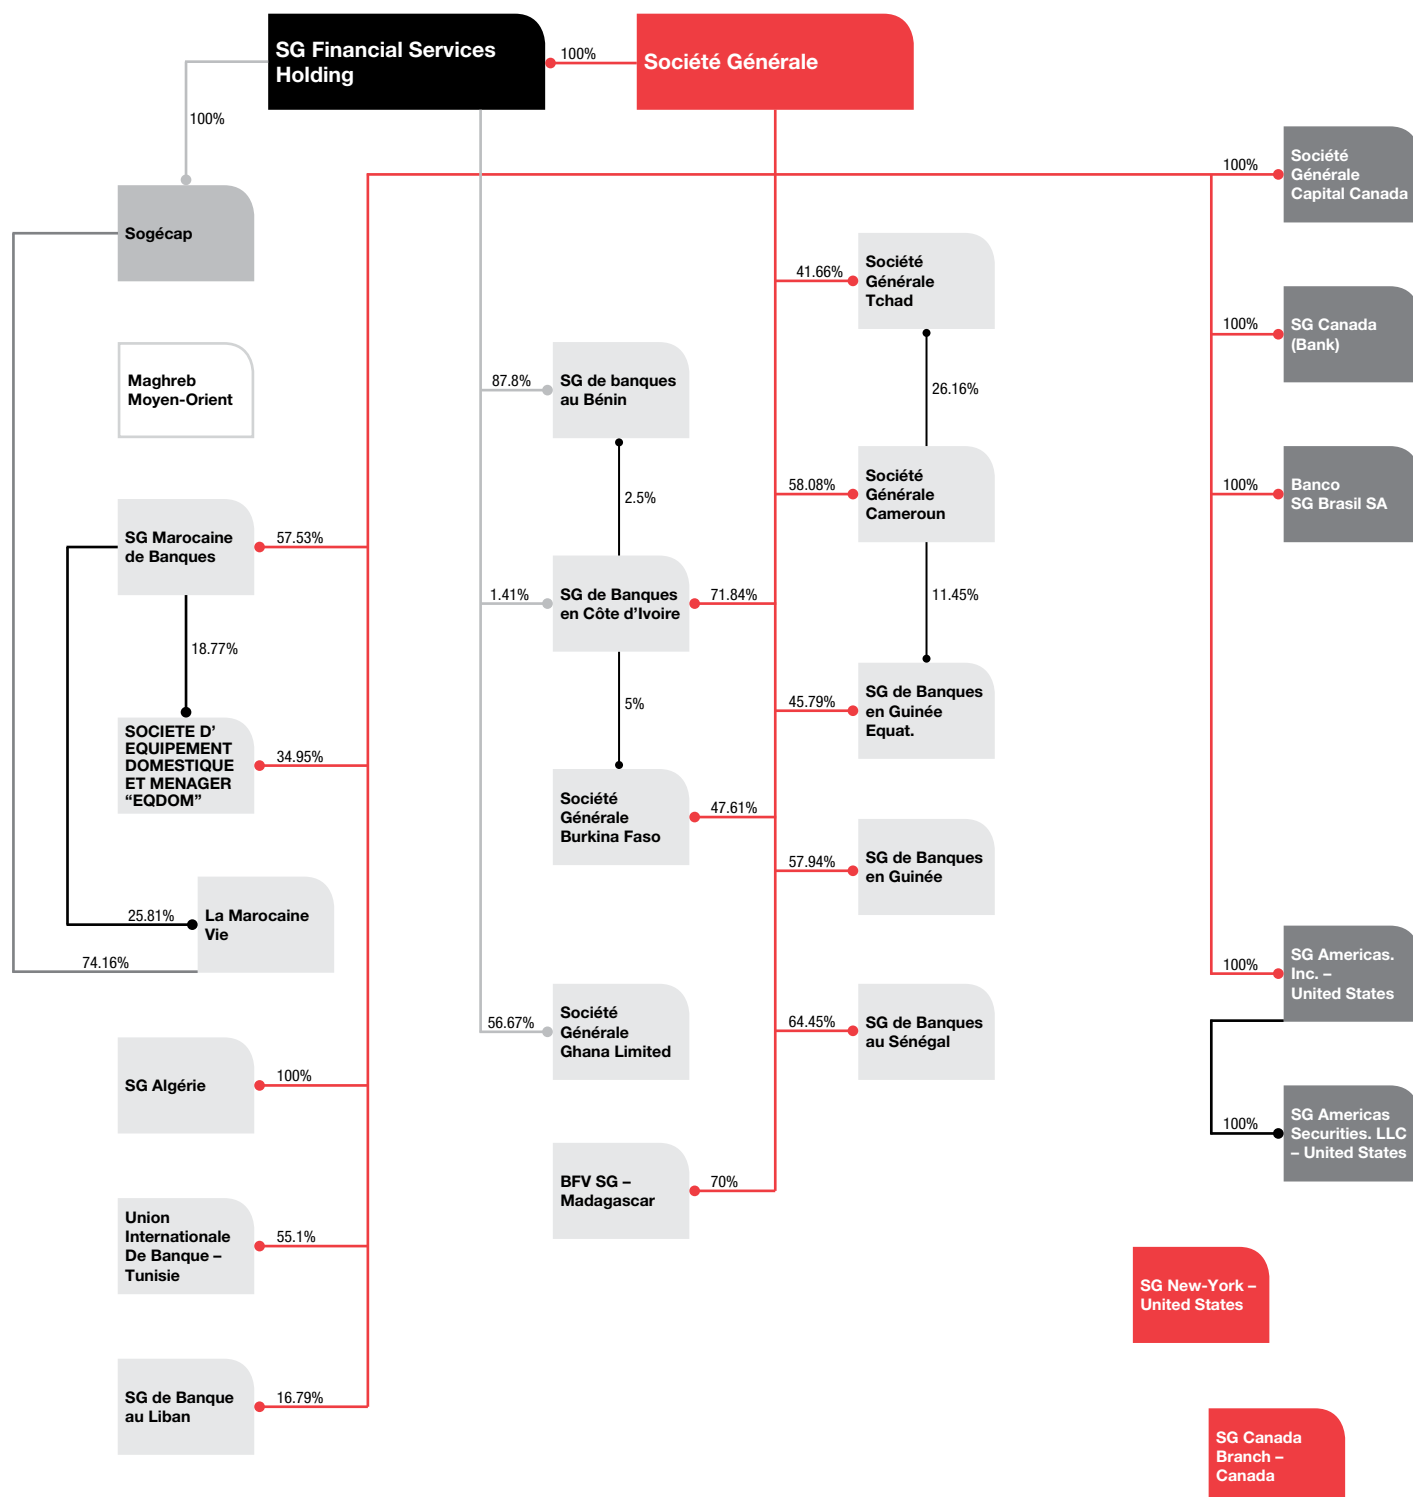 SG Financial Services
Holding
100%
Société Générale
100%
Sogécap
Maghreb
Moyen-Orient
SG Marocaine
de Banques
57.53%
18.77%
SOCIETE D'
EQUIPEMENT
DOMESTIQUE
ET MENAGER
“EQDOM”
34.95%
25.81%
La Marocaine
Vie
74.16%
SG Algérie
100%
Union
Internationale
De Banque –
Tunisie
55.1%
SG de Banque
au Liban
16.79%
87.8%
SG de banques
au Bénin
2.5%
1.41%
SG de Banques
en Côte d’Ivoire
71.84%
5%
Société
Générale
Burkina Faso
47.61%
56.67%
Société
Générale
Ghana Limited
BFV SG –
Madagascar
70%
41.66%
Société
Générale
Tchad
26.16%
58.08%
Société
Générale
Cameroun
11.45%
45.79%
SG de Banques
en Guinée
Equat.
57.94%
SG de Banques
en Guinée
64.45%
SG de Banques
au Sénégal
100%
Société
Générale
Capital Canada
100%
SG Canada
(Bank)
100%
Banco
SG Brasil SA
100%
SG Americas.
Inc. –
United States
100%
SG Americas
Securities. LLC
– United States
SG New-York –
United States
SG Canada
Branch –
Canada